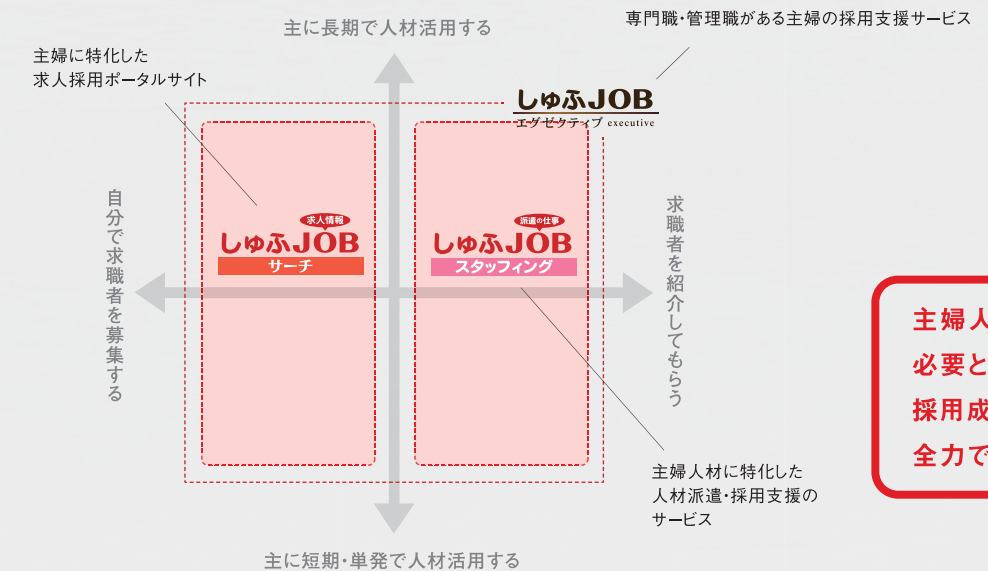 専門職・管理職がある主婦の採用支援サービス
主に長期で人材活用する
主婦に特化した
求人採用ポータルサイト
しゅふJOB
エグゼクティブ executive
自分で求職者を募集する
求人情報
しゅふJOB
サーチ
派遣の仕事
しゅふJOB
スタッフィング
求職者を紹介してもらう
主婦人
必要と
採用成
全力で
主婦人材に特化した
人材派遣・採用支援の
サービス
主に短期・単発で人材活用する